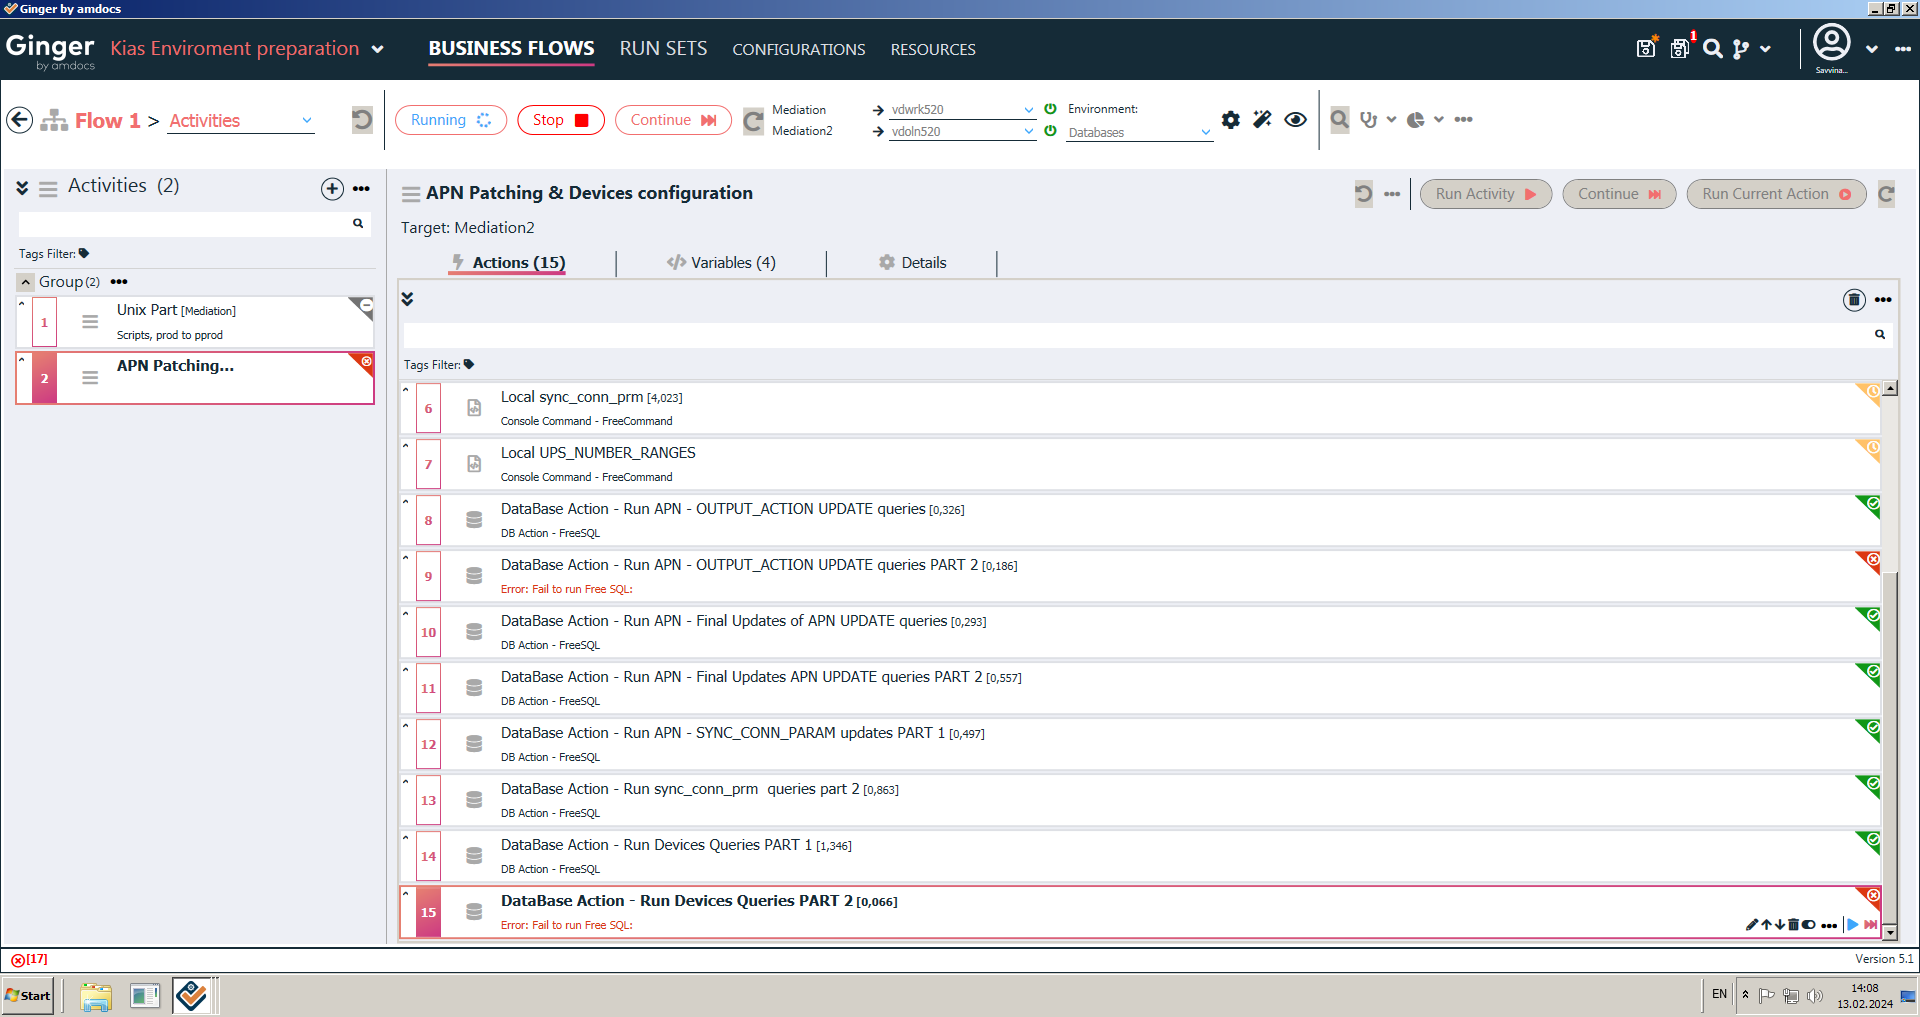 Ginger by amdocs
Ginger by amdocs Kias Enviroment preparation BUSINESS FLOWS RUN SETS CONFIGURATIONS RESOURCES 1 Savvina...
Flow 1 > Activities Running Stop Continue Mediation vdwrk520 Environment:
Mediation2 vdoln520 Databases
Activities (2)
Tags Filter:
Group (2)
1 Unix Part [Mediation]
Scripts, prod to pprod
2 APN Patching...
APN Patching & Devices configuration Run Activity Continue Run Current Action
Target: Mediation2
Actions (15) Variables (4) Details
Tags Filter:
6 Local sync_conn_prm [4,023]
Console Command - FreeCommand
7 Local UPS_NUMBER_RANGES
Console Command - FreeCommand
8 DataBase Action - Run APN - OUTPUT_ACTION UPDATE queries [0,326]
DB Action - FreeSQL
9 DataBase Action - Run APN - OUTPUT_ACTION UPDATE queries PART 2 [0,186]
Error: Fail to run Free SQL:
10 DataBase Action - Run APN - Final Updates of APN UPDATE queries [0,293]
DB Action - FreeSQL
11 DataBase Action - Run APN - Final Updates APN UPDATE queries PART 2 [0,557]
DB Action - FreeSQL
12 DataBase Action - Run APN - SYNC_CONN_PARAM updates PART 1 [0,497]
DB Action - FreeSQL
13 DataBase Action - Run sync_conn_prm queries part 2 [0,863]
DB Action - FreeSQL
14 DataBase Action - Run Devices Queries PART 1 [1,346]
DB Action - FreeSQL
15 DataBase Action - Run Devices Queries PART 2 [0,066]
Error: Fail to run Free SQL:
[17] Version 5.1
Start EN 14:08
13.02.2024